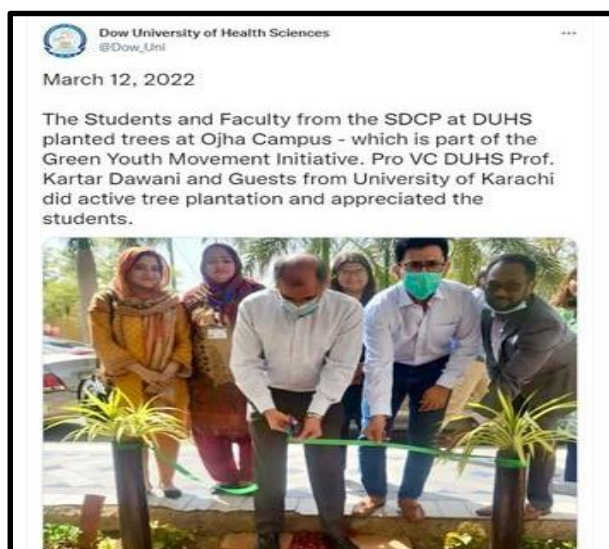 Dow University of Health Sciences
@Dow_Uni
March 12, 2022
The Students and Faculty from the SDCP at DUHS
planted trees at Ojha Campus - which is part of the
Green Youth Movement Initiative. Pro VC DUHS Prof.
Kartar Dawani and Guests from University of Karachi
did active tree plantation and appreciated the
students.